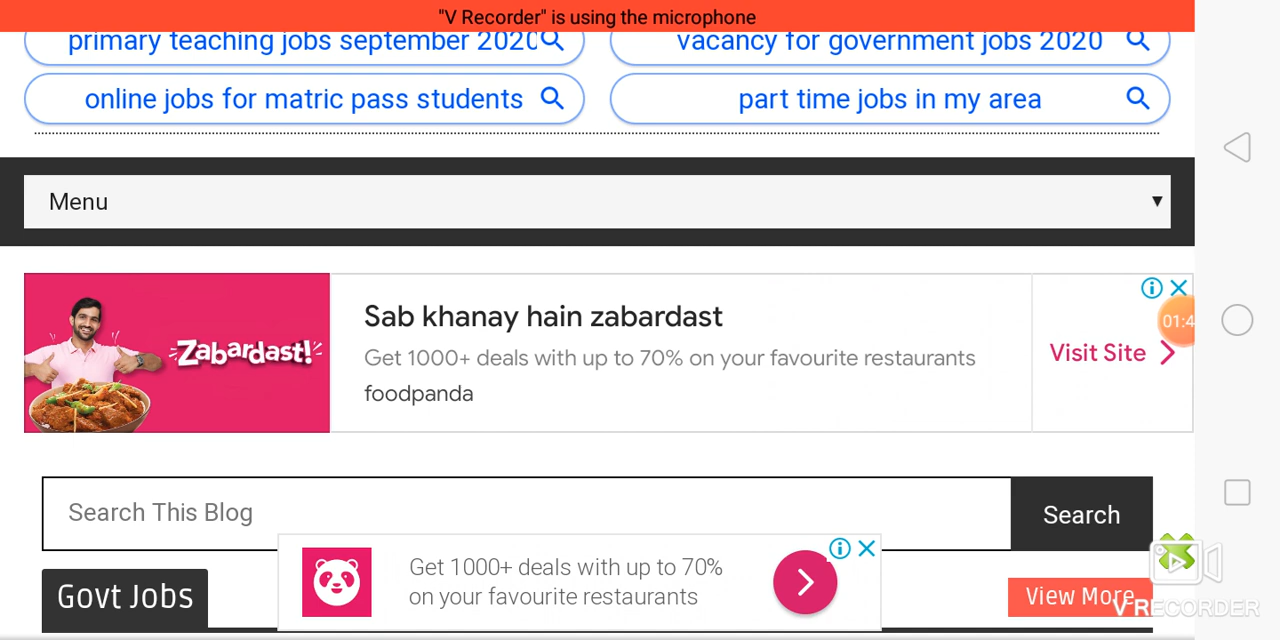 "V Recorder" is using the microphone
primary teaching jobs september 2020
vacancy for government jobs 2020
online jobs for matric pass students
part time jobs in my area
Menu
Zabardast!
Sab khanay hain zabardast
Get 1000+ deals with up to 70% on your favourite restaurants
foodpanda
Visit Site
01:4
Search This Blog
Search
Get 1000+ deals with up to 70%
on your favourite restaurants
Govt Jobs
View More
V RECORDER